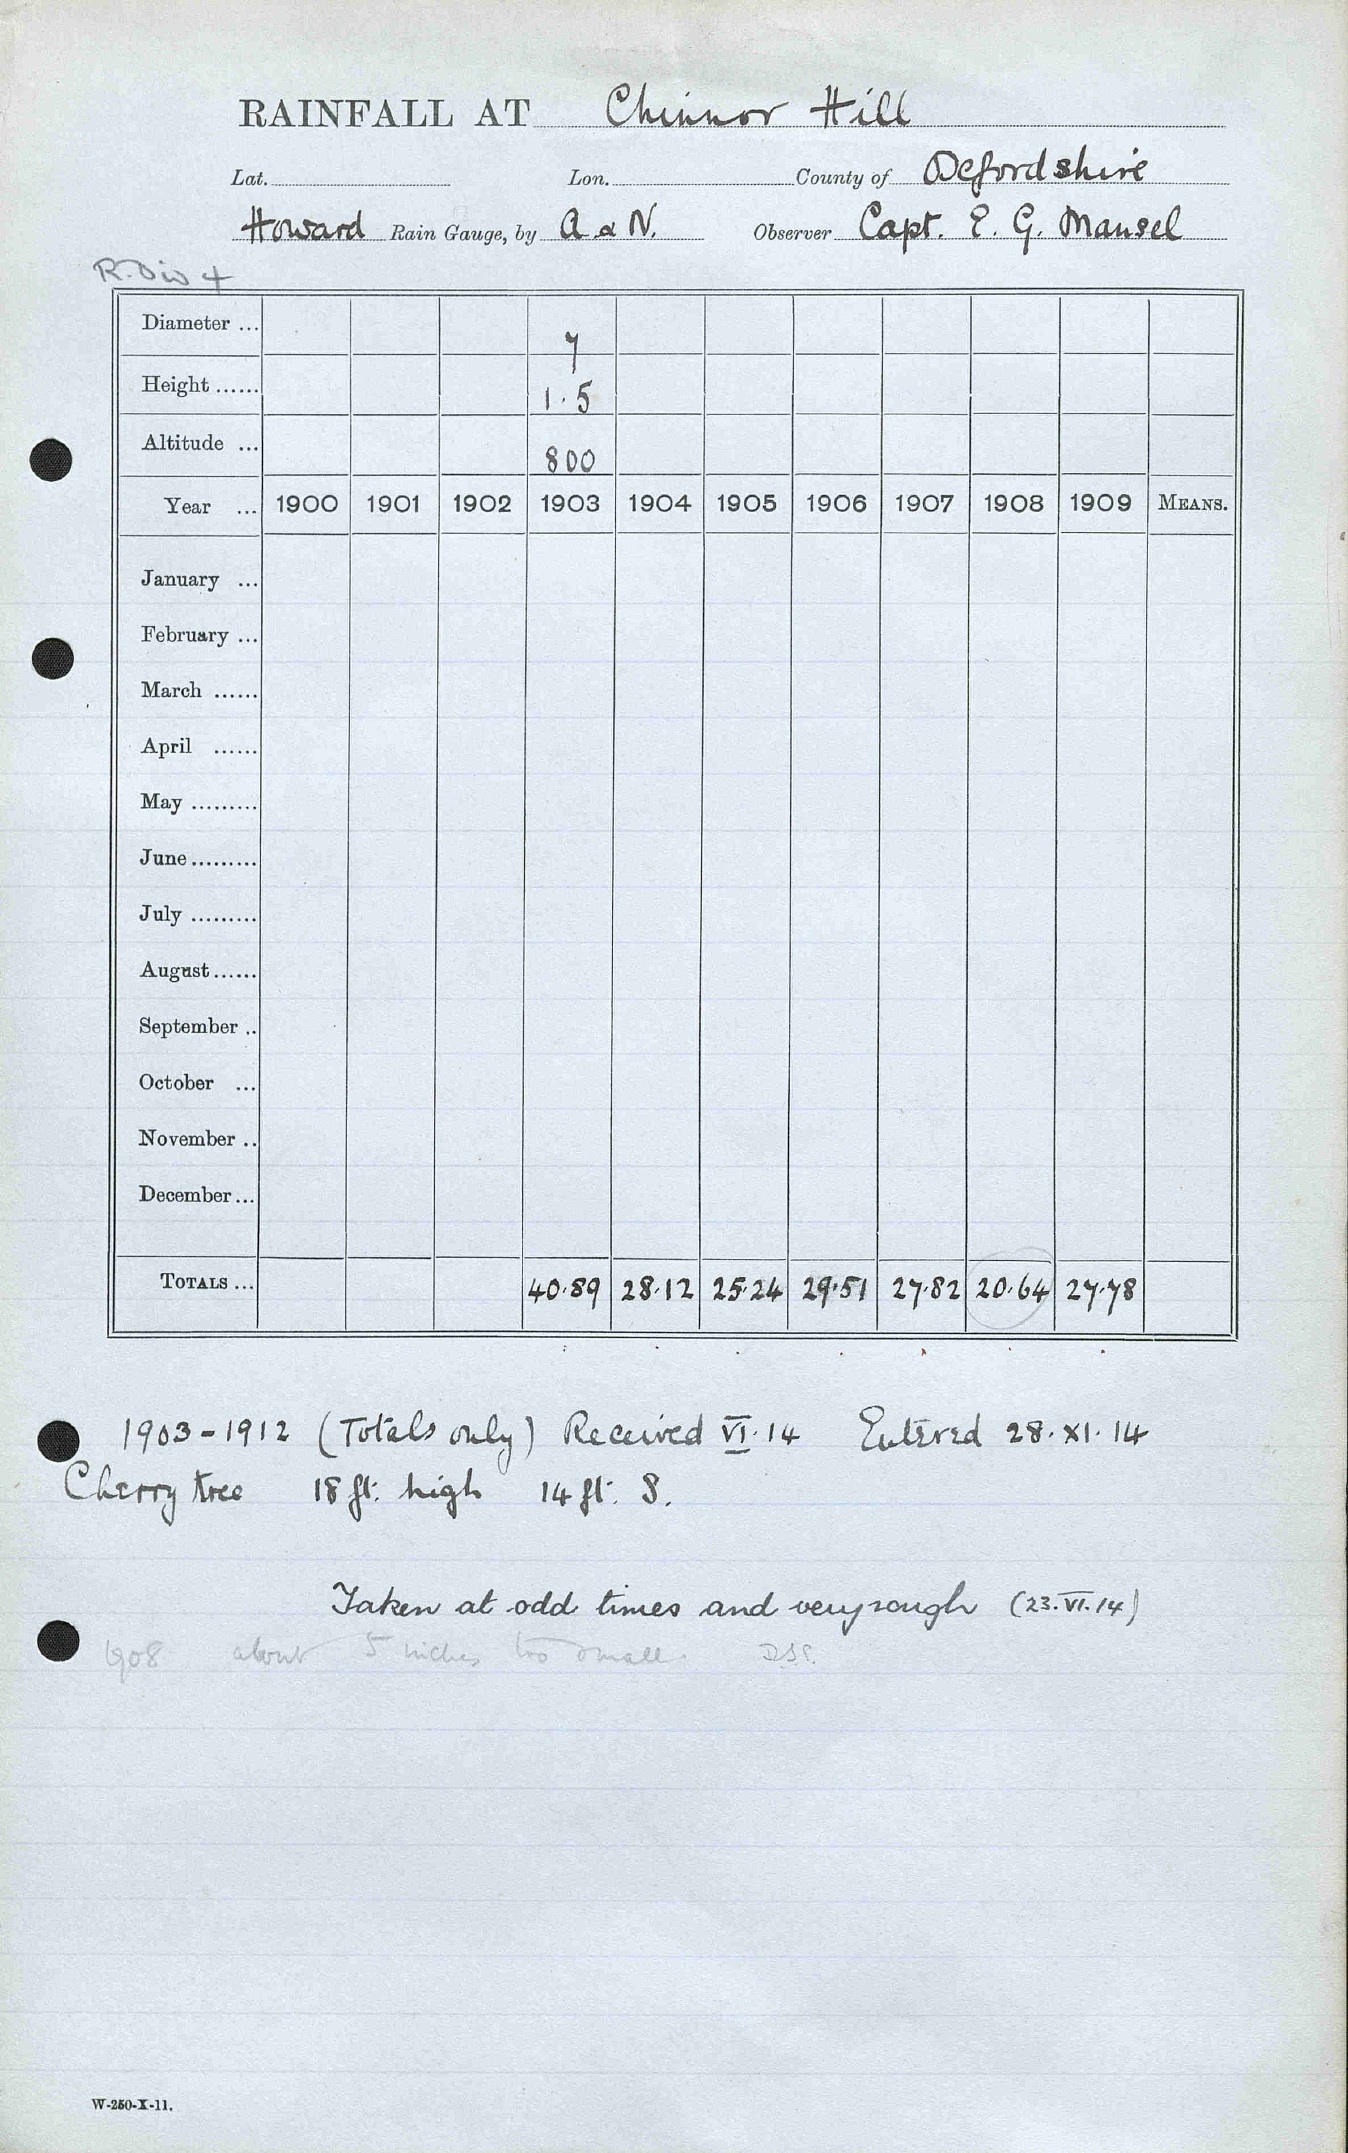 RAINFALL AT Chinnor Hill
Lat. Lon. County of Oxfordshire
Howard Rain Gauge, by A & N. Observer Capt. E. G. Mansel
R. Div 4
Diameter ... 7
Height ...... 1.5
Altitude ... 800
Year ... 1900 1901 1902 1903 1904 1905 1906 1907 1908 1909 MEANS.
January ...
February ...
March ......
April ......
May .........
June .........
July .........
August ......
September ..
October ...
November ..
December ...
TOTALS ... 40.89 28.12 25.24 29.51 27.82 20.64 27.78
1903-1912 (Totals only) Received VI.14 Entered 28.XI.14
Cherry tree 18 ft. high 14 ft. S.
Taken at odd times and very rough (23.VI.14)
1908 about 5 inches too small.
W-250-X-11.